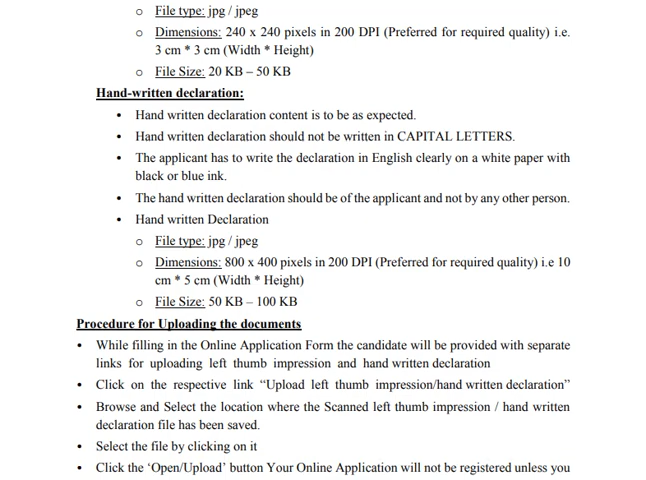 o File type: jpg / jpeg
o Dimensions: 240 x 240 pixels in 200 DPI (Preferred for required quality) i.e.
3 cm * 3 cm (Width * Height)
o File Size: 20 KB – 50 KB
Hand-written declaration:
• Hand written declaration content is to be as expected.
• Hand written declaration should not be written in CAPITAL LETTERS.
• The applicant has to write the declaration in English clearly on a white paper with
black or blue ink.
• The hand written declaration should be of the applicant and not by any other person.
• Hand written Declaration
o File type: jpg / jpeg
o Dimensions: 800 x 400 pixels in 200 DPI (Preferred for required quality) i.e 10
cm * 5 cm (Width * Height)
o File Size: 50 KB – 100 KB
Procedure for Uploading the documents
• While filling in the Online Application Form the candidate will be provided with separate
links for uploading left thumb impression and hand written declaration
• Click on the respective link “Upload left thumb impression/hand written declaration”
• Browse and Select the location where the Scanned left thumb impression / hand written
declaration file has been saved.
• Select the file by clicking on it
• Click the ‘Open/Upload’ button Your Online Application will not be registered unless you